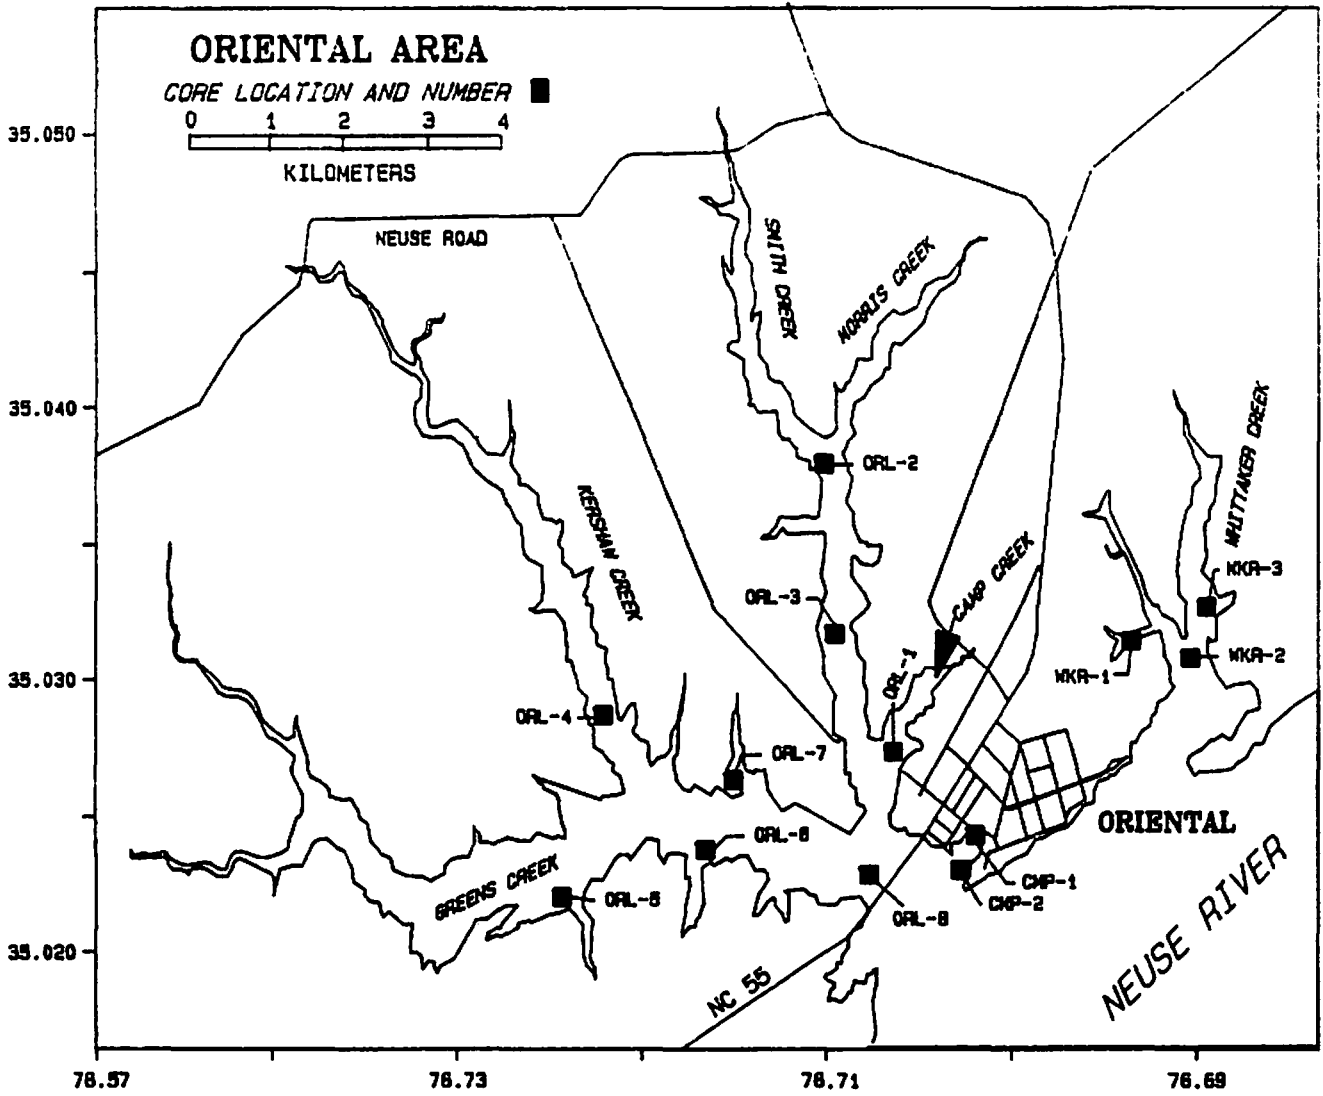 ORIENTAL AREA
CORE LOCATION AND NUMBER
0 1 2 3 4
KILOMETERS
35.050
NEUSE ROAD
SMITH CREEK
MORRIS CREEK
35.040
ORL-2
WHITTAKER CREEK
KERSHAW CREEK
CAMP CREEK
WKR-3
ORL-3
35.030
ORL-1
WKR-1
WKR-2
ORL-4
ORL-7
ORIENTAL
ORL-6
GREENS CREEK
ORL-5
CMP-1
CMP-2
ORL-8
35.020
NC 55
NEUSE RIVER
76.57
76.73
76.71
76.69